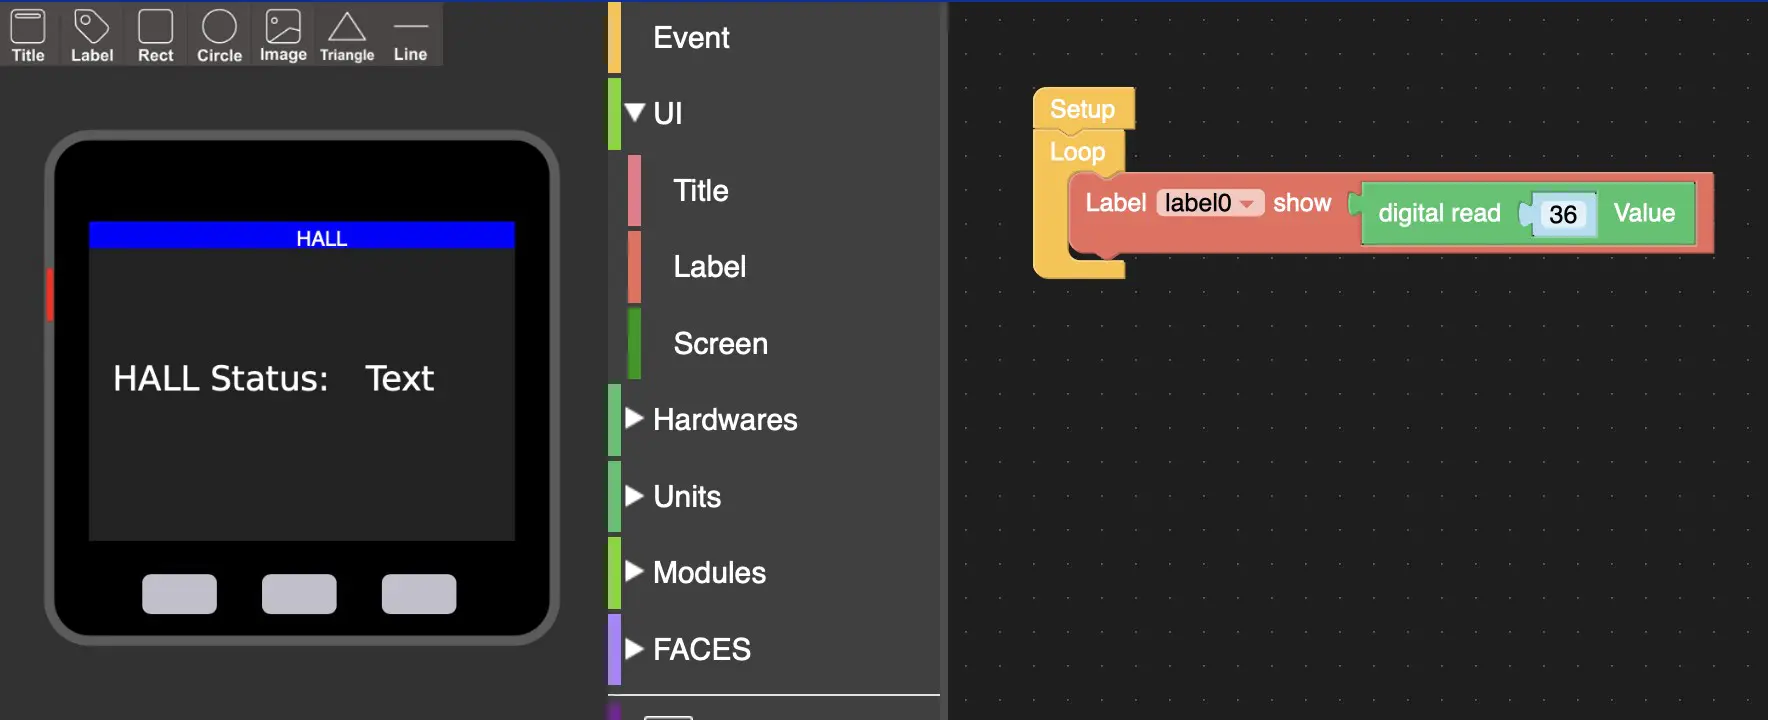 Title Label Rect Circle Image Triangle Line
HALL
HALL Status: Text
Event
UI
Title
Label
Screen
Hardwares
Units
Modules
FACES
Setup
Loop
Label label0 show digital read 36 Value